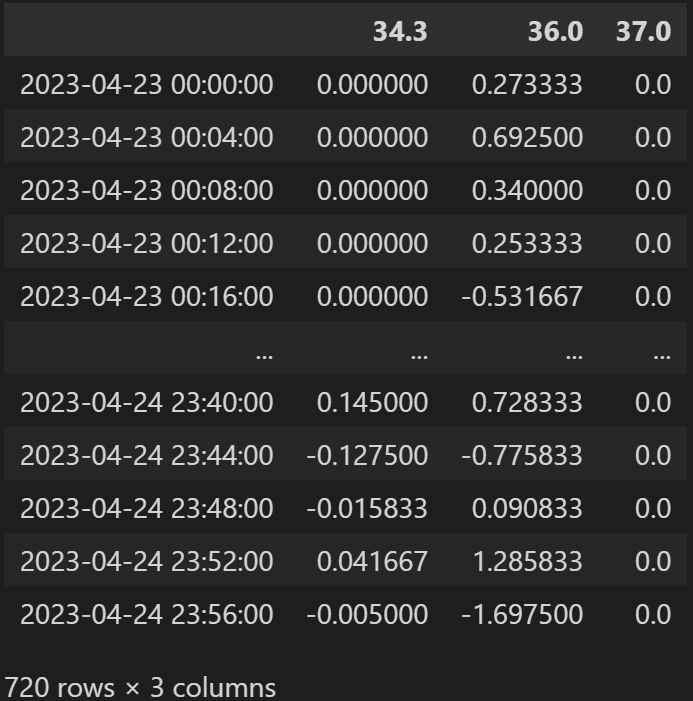 34.3 36.0 37.0
2023-04-23 00:00:00 0.000000 0.273333 0.0
2023-04-23 00:04:00 0.000000 0.692500 0.0
2023-04-23 00:08:00 0.000000 0.340000 0.0
2023-04-23 00:12:00 0.000000 0.253333 0.0
2023-04-23 00:16:00 0.000000 -0.531667 0.0
... ... ... ...
2023-04-24 23:40:00 0.145000 0.728333 0.0
2023-04-24 23:44:00 -0.127500 -0.775833 0.0
2023-04-24 23:48:00 -0.015833 0.090833 0.0
2023-04-24 23:52:00 0.041667 1.285833 0.0
2023-04-24 23:56:00 -0.005000 -1.697500 0.0
720 rows × 3 columns